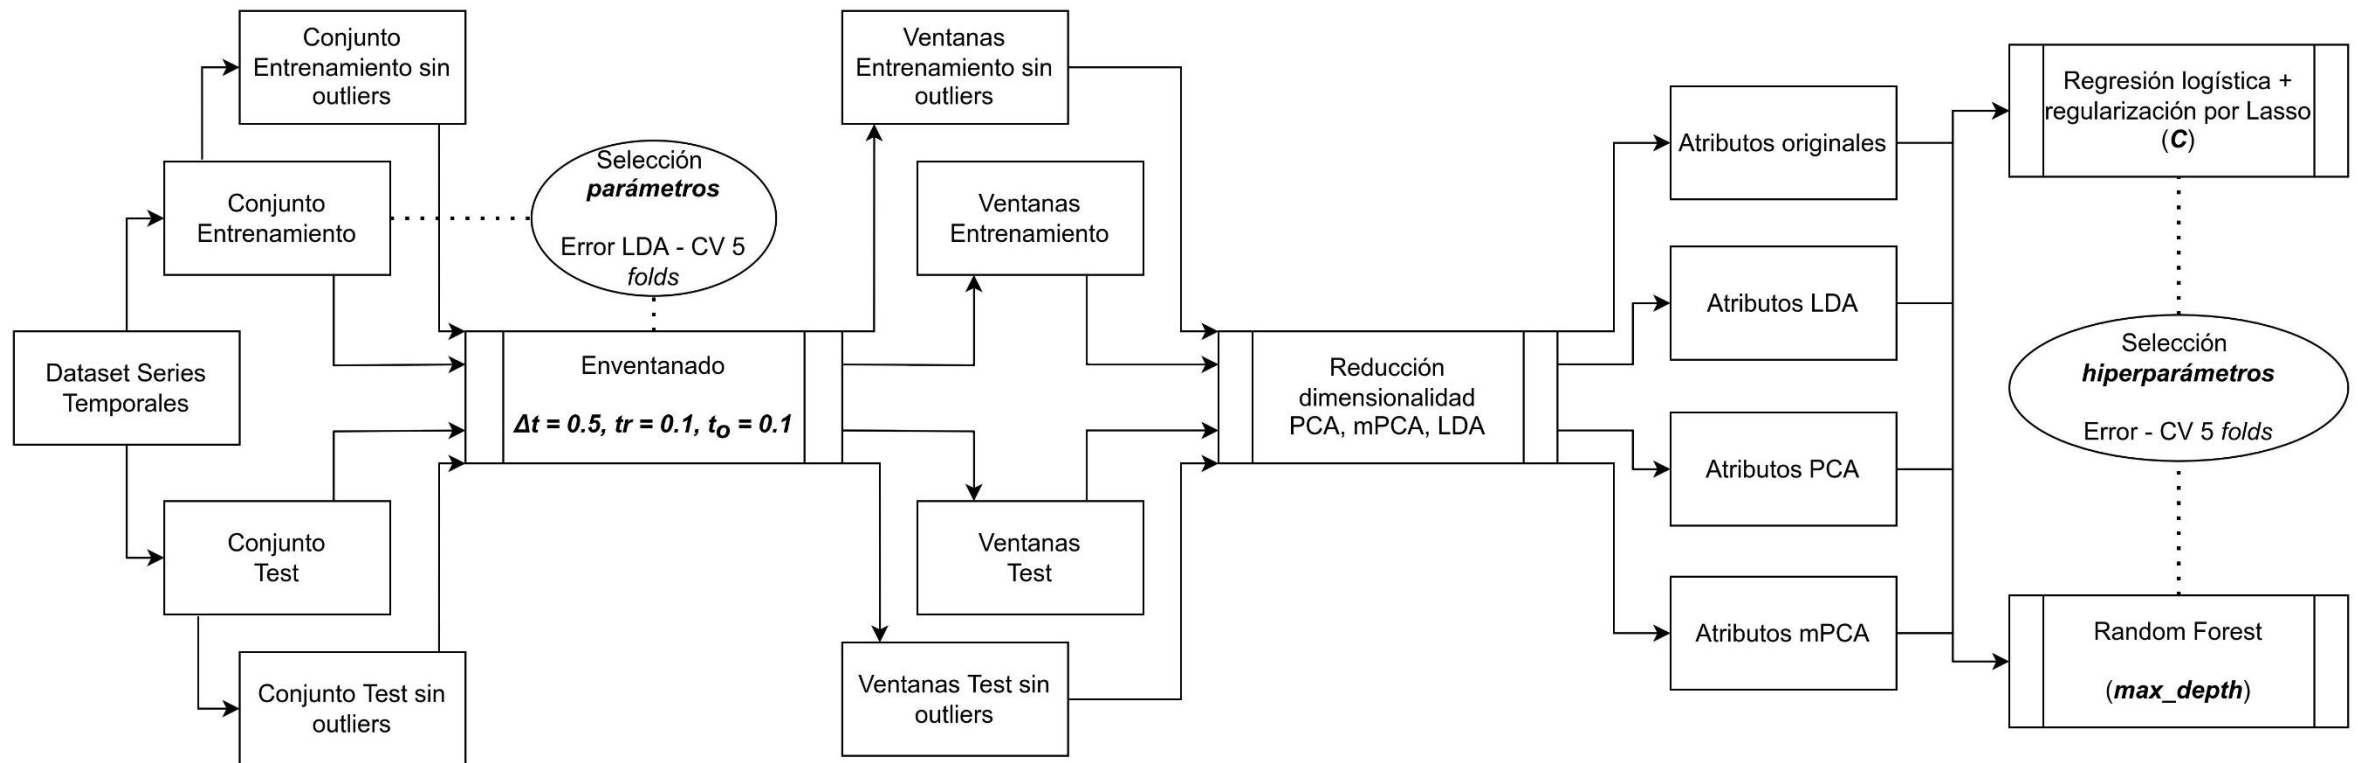 Conjunto
Entrenamiento sin
outliers
Conjunto
Entrenamiento
Dataset Series
Temporales
Conjunto
Test
Conjunto Test sin
outliers
Selección
parámetros
Error LDA - CV 5
folds
Enventanado
Δt = 0.5, tr = 0.1, to = 0.1
Ventanas
Entrenamiento sin
outliers
Ventanas
Entrenamiento
Ventanas
Test
Ventanas Test sin
outliers
Reducción
dimensionalidad
PCA, mPCA, LDA
Atributos originales
Atributos LDA
Atributos PCA
Atributos mPCA
Regresión logística +
regularización por Lasso
(C)
Selección
hiperparámetros
Error - CV 5 folds
Random Forest
(max_depth)